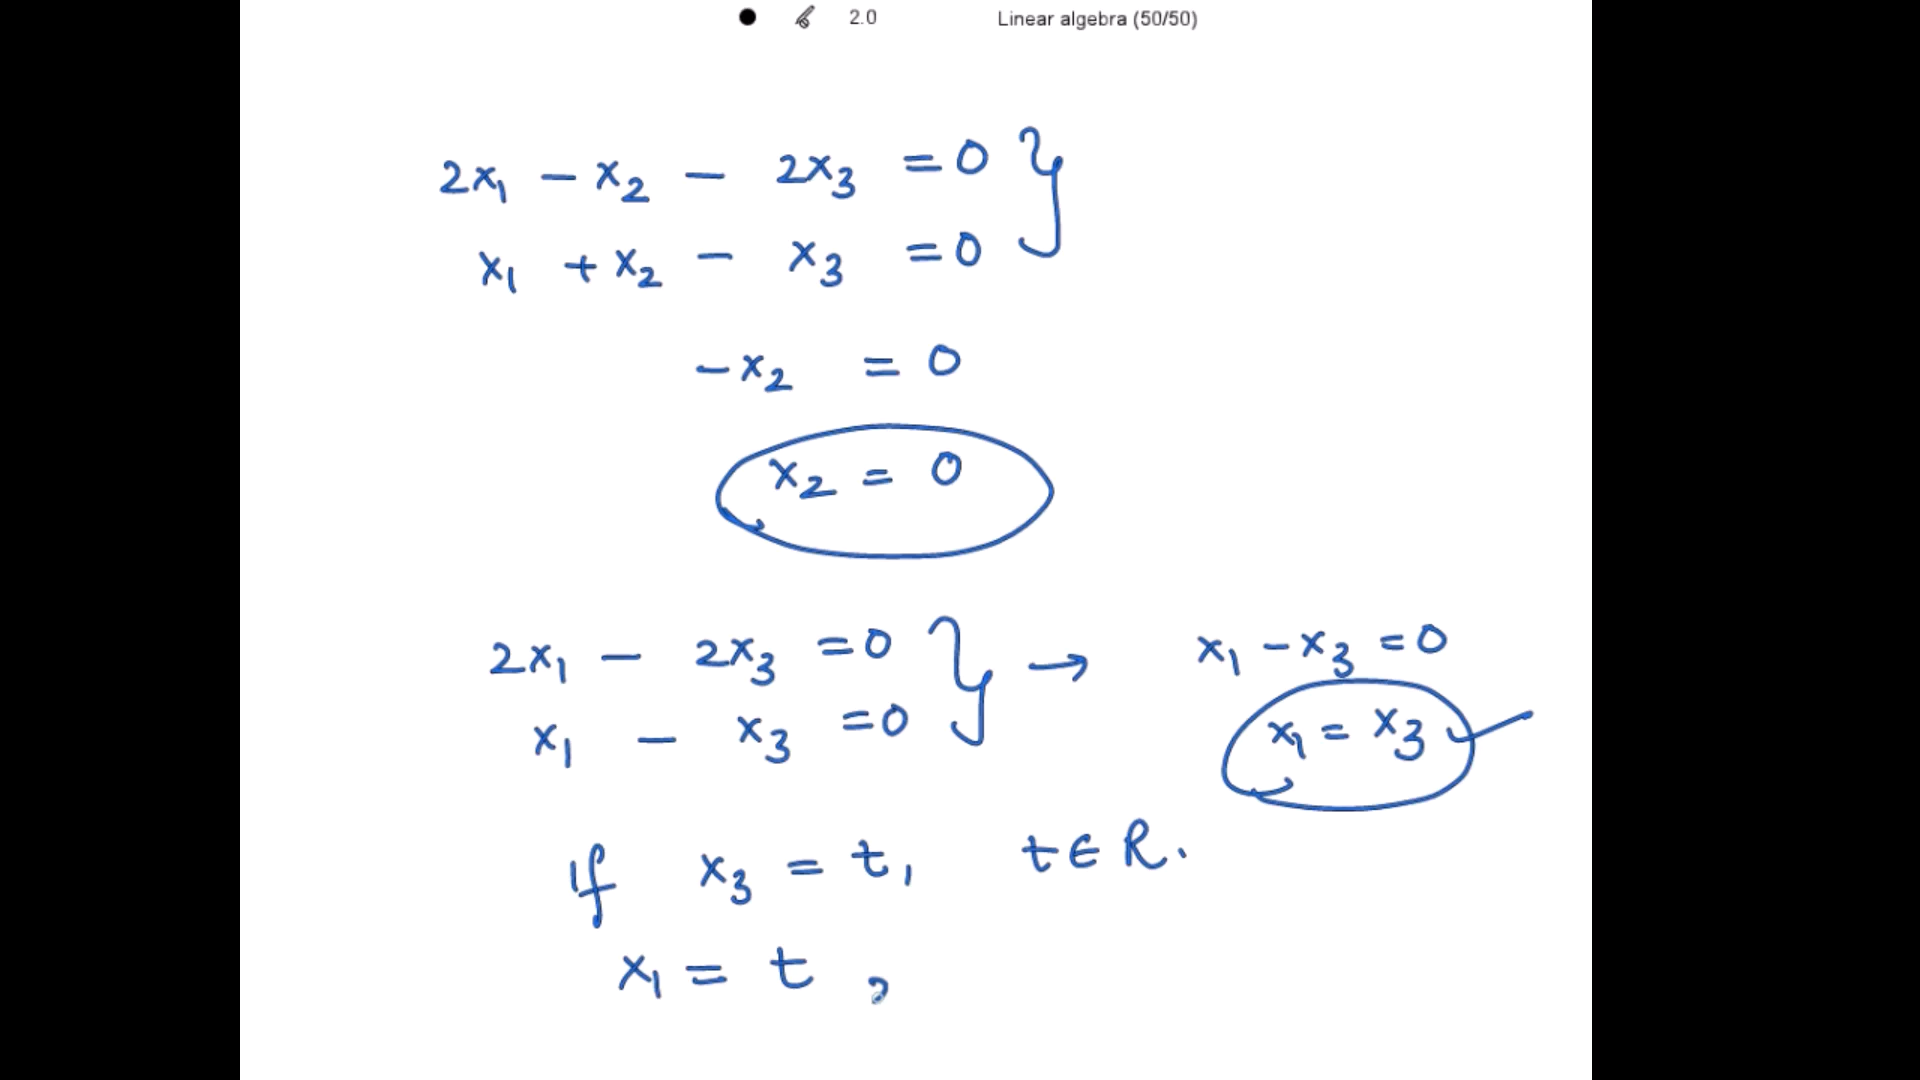 2.0 Linear algebra (50/50)
2x₁ − x₂ − 2x₃ = 0 }
x₁ + x₂ − x₃ = 0
−x₂ = 0
x₂ = 0
2x₁ − 2x₃ = 0 } → x₁ − x₃ = 0
x₁ − x₃ = 0
x₁ = x₃
If x₃ = t, t ∈ R.
x₁ = t ,